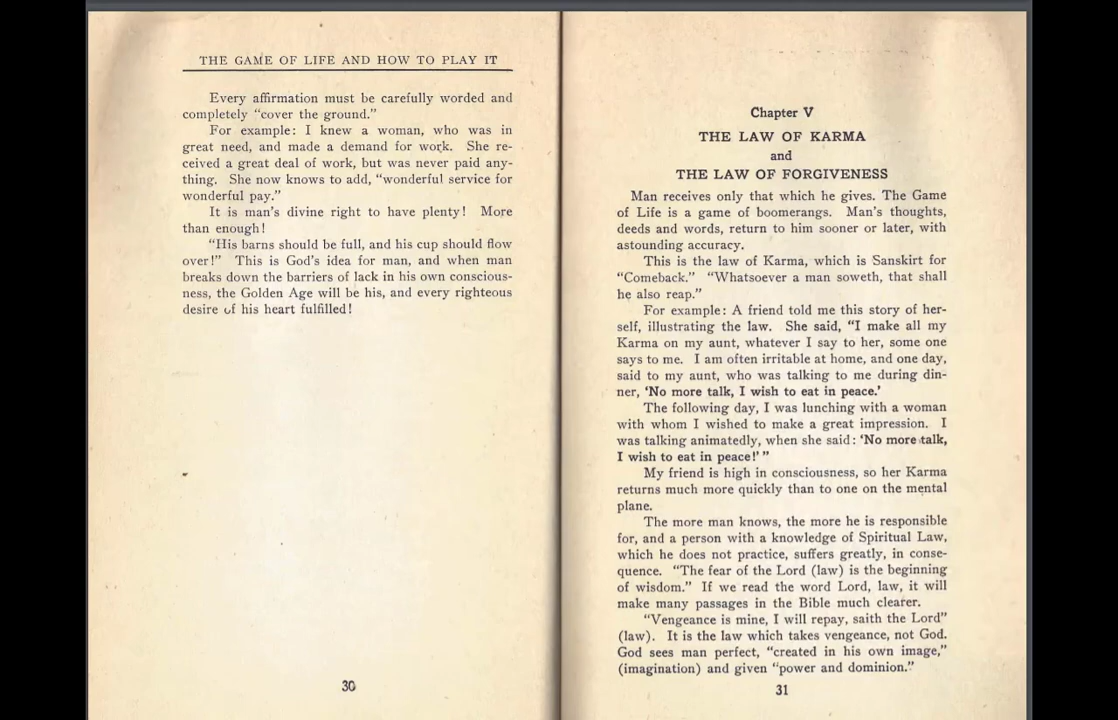 THE GAME OF LIFE AND HOW TO PLAY IT
Every affirmation must be carefully worded and
completely “cover the ground.”
For example: I knew a woman, who was in
great need, and made a demand for work. She re-
ceived a great deal of work, but was never paid any-
thing. She now knows to add, “wonderful service for
wonderful pay.”
It is man’s divine right to have plenty! More
than enough!
“His barns should be full, and his cup should flow
over!” This is God’s idea for man, and when man
breaks down the barriers of lack in his own conscious-
ness, the Golden Age will be his, and every righteous
desire of his heart fulfilled!
30
Chapter V
THE LAW OF KARMA
and
THE LAW OF FORGIVENESS
Man receives only that which he gives. The Game
of Life is a game of boomerangs. Man’s thoughts,
deeds and words, return to him sooner or later, with
astounding accuracy.
This is the law of Karma, which is Sanskirt for
“Comeback.” “Whatsoever a man soweth, that shall
he also reap.”
For example: A friend told me this story of her-
self, illustrating the law. She said, “I make all my
Karma on my aunt, whatever I say to her, some one
says to me. I am often irritable at home, and one day,
said to my aunt, who was talking to me during din-
ner, ‘No more talk, I wish to eat in peace.’
The following day, I was lunching with a woman
with whom I wished to make a great impression. I
was talking animatedly, when she said: ‘No more talk,
I wish to eat in peace!’ ”
My friend is high in consciousness, so her Karma
returns much more quickly than to one on the mental
plane.
The more man knows, the more he is responsible
for, and a person with a knowledge of Spiritual Law,
which he does not practice, suffers greatly, in conse-
quence. “The fear of the Lord (law) is the beginning
of wisdom.” If we read the word Lord, law, it will
make many passages in the Bible much clearer.
“Vengeance is mine, I will repay, saith the Lord”
(law). It is the law which takes vengeance, not God.
God sees man perfect, “created in his own image,”
(imagination) and given “power and dominion.”
31